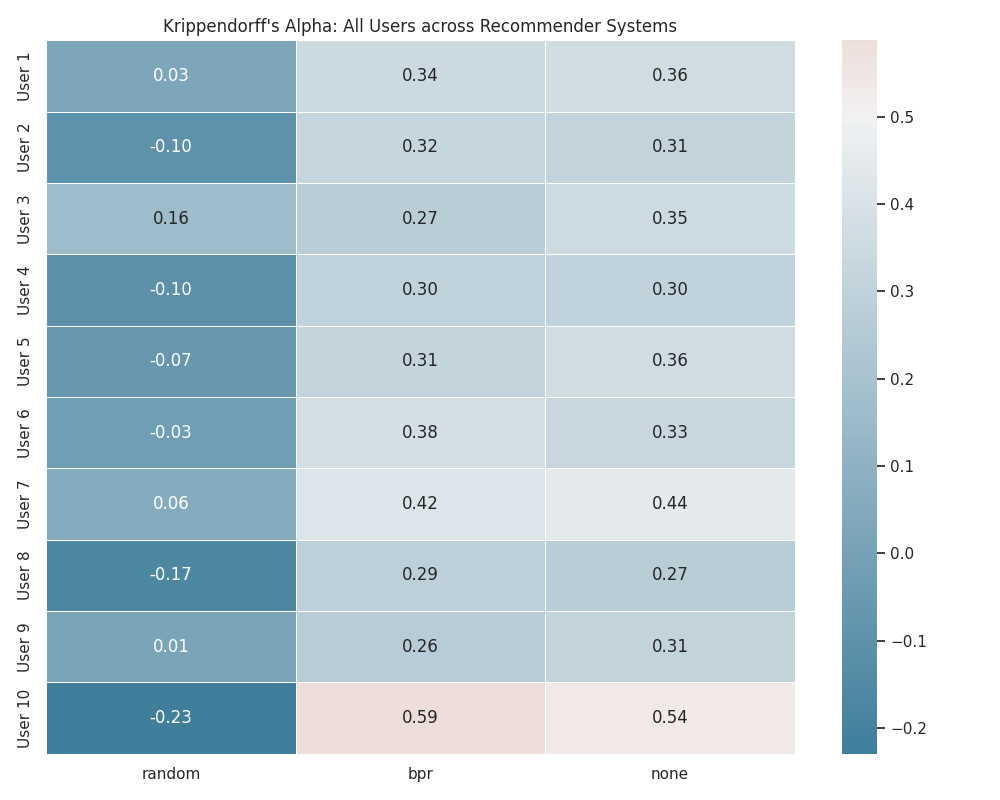 Krippendorff's Alpha: All Users across Recommender Systems
User 1 0.03 0.34 0.36
User 2 -0.10 0.32 0.31
User 3 0.16 0.27 0.35
User 4 -0.10 0.30 0.30
User 5 -0.07 0.31 0.36
User 6 -0.03 0.38 0.33
User 7 0.06 0.42 0.44
User 8 -0.17 0.29 0.27
User 9 0.01 0.26 0.31
User 10 -0.23 0.59 0.54
random bpr none
0.5
0.4
0.3
0.2
0.1
0.0
−0.1
−0.2